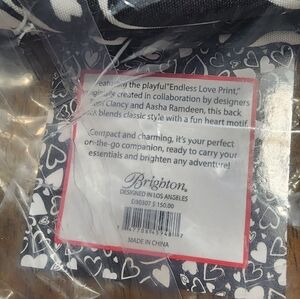 the playful "Endless Love Print,"
created in collaboration by designers
Clancy and Aasha Ramdeen, this back
blends classic style with a fun heart motif.
Compact and charming, it's your perfect
on-the-go companion, ready to carry your
essentials and brighten any adventure!
Brighton
DESIGNED IN LOS ANGELES
$ 150.00
MADE IN CHINA